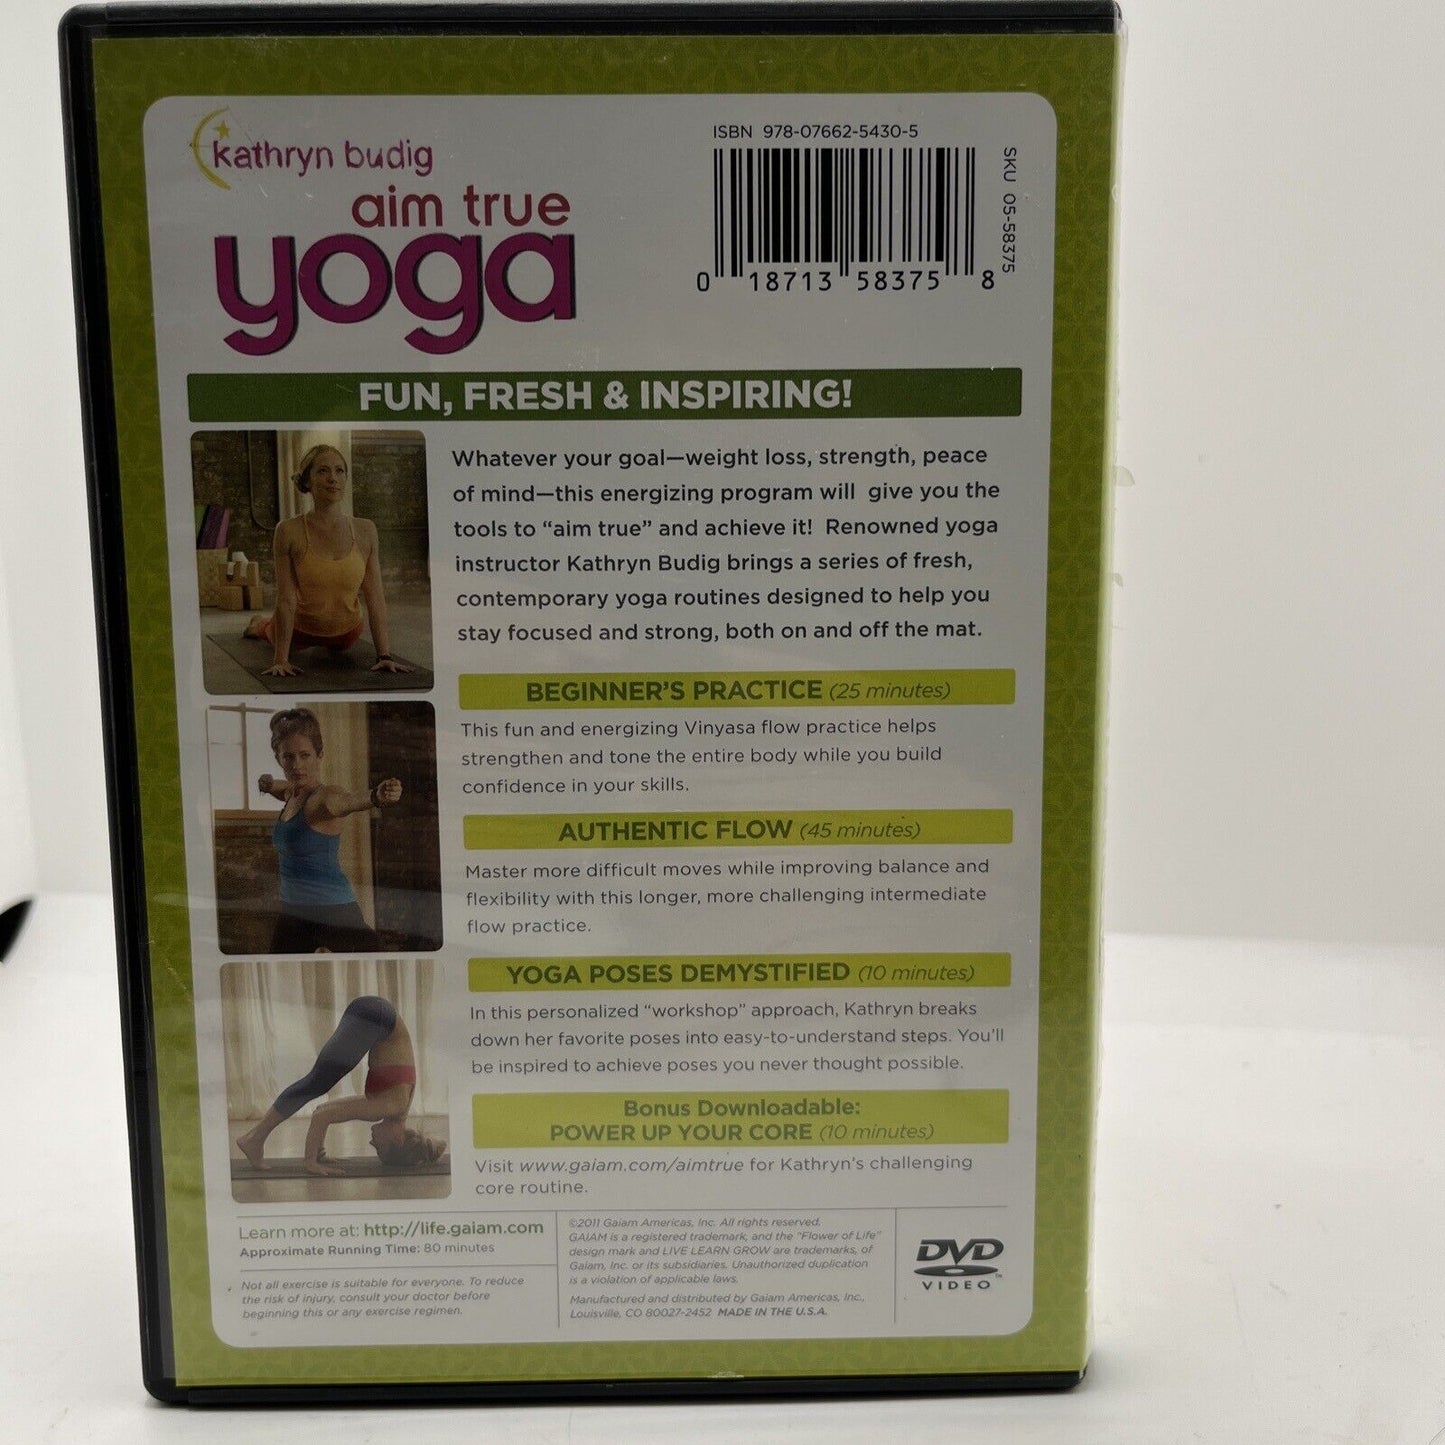 kathryn budig
aim true
yoga
ISBN 978-07662-5430-5
SKU 05-58375
0 18713 58375 8
FUN, FRESH & INSPIRING!
Whatever your goal—weight loss, strength, peace
of mind—this energizing program will give you the
tools to “aim true” and achieve it! Renowned yoga
instructor Kathryn Budig brings a series of fresh,
contemporary yoga routines designed to help you
stay focused and strong, both on and off the mat.
BEGINNER’S PRACTICE (25 minutes)
This fun and energizing Vinyasa flow practice helps
strengthen and tone the entire body while you build
confidence in your skills.
AUTHENTIC FLOW (45 minutes)
Master more difficult moves while improving balance and
flexibility with this longer, more challenging intermediate
flow practice.
YOGA POSES DEMYSTIFIED (10 minutes)
In this personalized “workshop” approach, Kathryn breaks
down her favorite poses into easy-to-understand steps. You’ll
be inspired to achieve poses you never thought possible.
Bonus Downloadable:
POWER UP YOUR CORE (10 minutes)
Visit www.gaiam.com/aimtrue for Kathryn’s challenging
core routine.
Learn more at: http://life.gaiam.com
Approximate Running Time: 80 minutes
Not all exercise is suitable for everyone. To reduce
the risk of injury, consult your doctor before
beginning this or any exercise regimen.
©2011 Gaiam Americas, Inc. All rights reserved.
GAIAM is a registered trademark, and the "Flower of Life"
design mark and LIVE LEARN GROW are trademarks, of
Gaiam, Inc. or its subsidiaries. Unauthorized duplication
is a violation of applicable laws.
Manufactured and distributed by Gaiam Americas, Inc.,
Louisville, CO 80027-2452 MADE IN THE U.S.A.
DVD
VIDEO